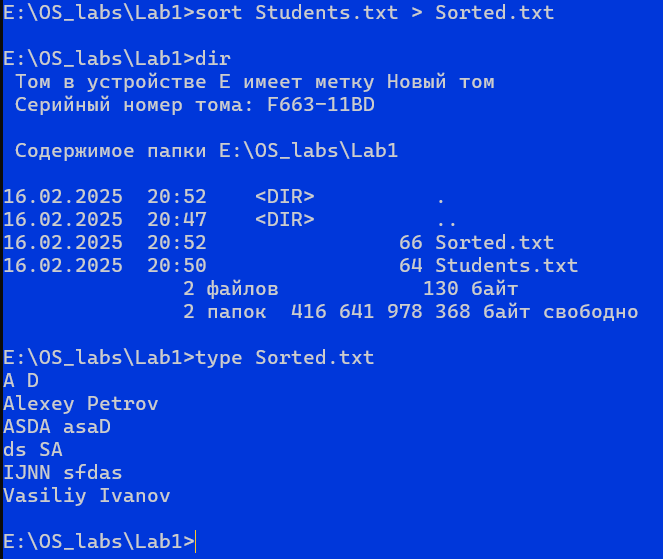 E:\OS_labs\Lab1>sort Students.txt > Sorted.txt
E:\OS_labs\Lab1>dir
Том в устройстве E имеет метку Новый том
Серийный номер тома: F663-11BD
Содержимое папки E:\OS_labs\Lab1
16.02.2025  20:52    <DIR>          .
16.02.2025  20:47    <DIR>          ..
16.02.2025  20:52                66 Sorted.txt
16.02.2025  20:50                64 Students.txt
2 файлов            130 байт
2 папок  416 641 978 368 байт свободно
E:\OS_labs\Lab1>type Sorted.txt
A D
Alexey Petrov
ASDA asaD
ds SA
IJNN sfdas
Vasiliy Ivanov
E:\OS_labs\Lab1>